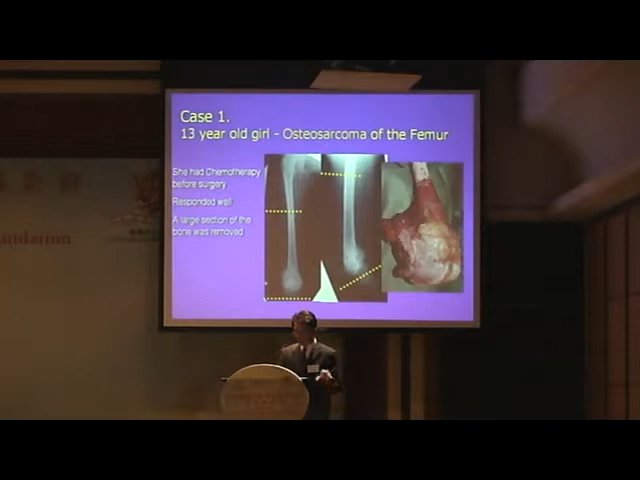 Case 1.
13 year old girl - Osteosarcoma of the Femur
She had Chemotherapy
before surgery
Responded well
A large section of the
bone was removed